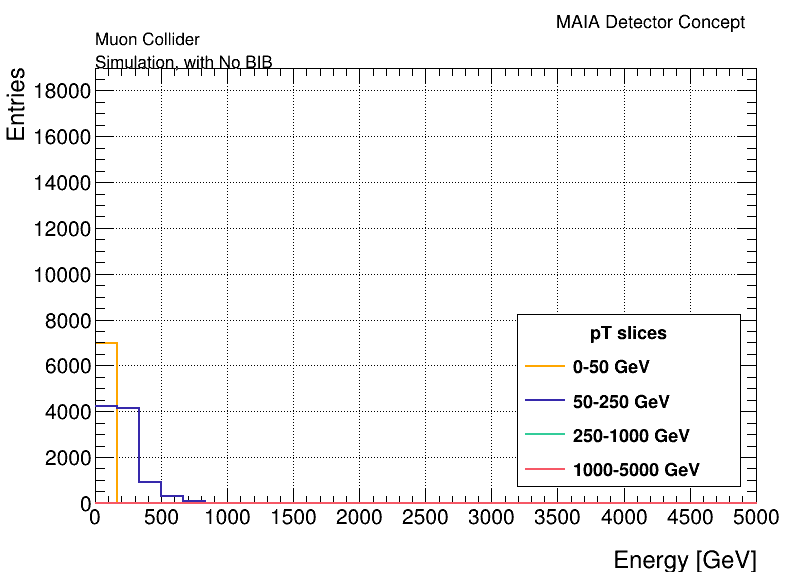 MAIA Detector Concept
Muon Collider
Simulation, with No BIB
Entries
18000
16000
14000
12000
10000
8000
6000
4000
2000
0
pT slices
0-50 GeV
50-250 GeV
250-1000 GeV
1000-5000 GeV
0 500 1000 1500 2000 2500 3000 3500 4000 4500 5000
Energy [GeV]